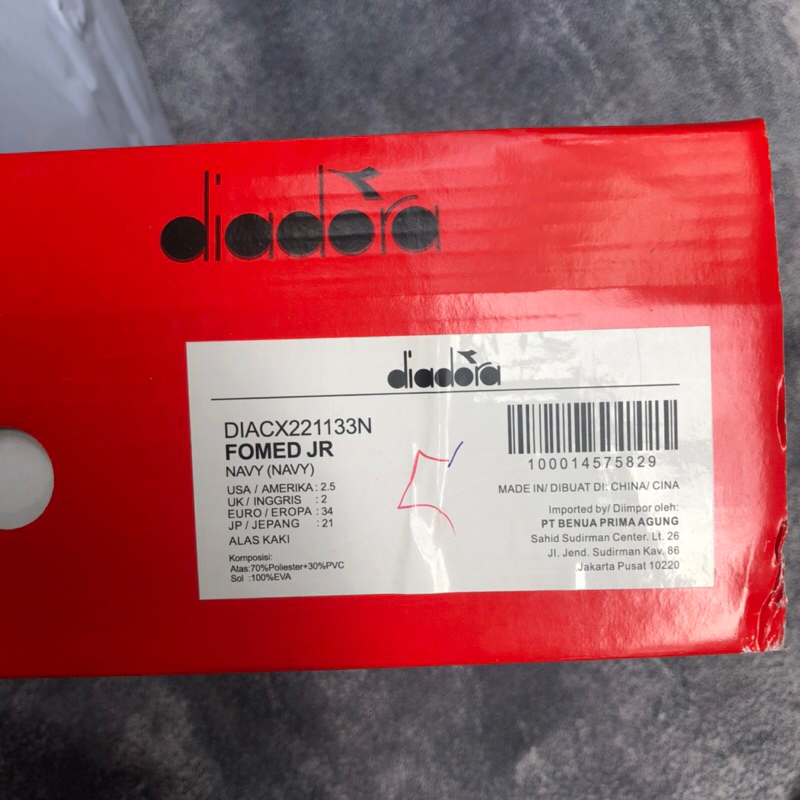 diadora
diadora
DIACX221133N
FOMED JR
NAVY (NAVY)
USA / AMERIKA : 2.5
UK / INGGRIS : 2
EURO / EROPA : 34
JP / JEPANG : 21
ALAS KAKI
Komposisi:
Atas:70%Poliester+30%PVC
Sol :100%EVA
5
100014575829
MADE IN/ DIBUAT DI: CHINA/ CINA
Imported by/ Diimpor oleh:
PT BENUA PRIMA AGUNG
Sahid Sudirman Center. Lt. 26
Jl. Jend. Sudirman Kav. 86
Jakarta Pusat 10220